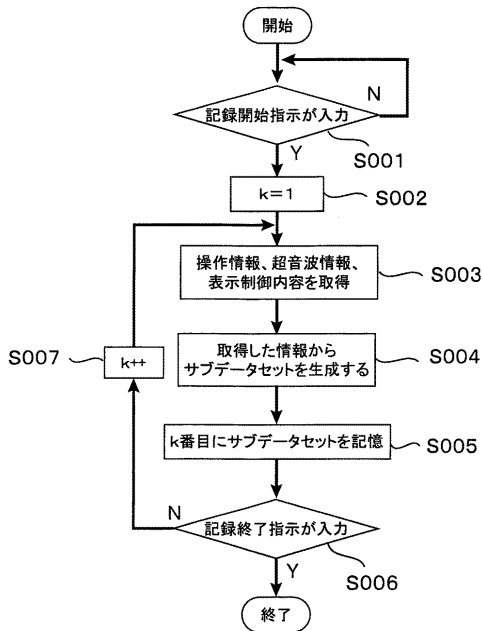 開始
N
記録開始指示が入力
Y
S001
k=1
S002
操作情報、超音波情報、
表示制御内容を取得
S003
取得した情報から
サブデータセットを生成する
S004
S007
k++
k番目にサブデータセットを記憶
S005
N
記録終了指示が入力
Y
S006
終了